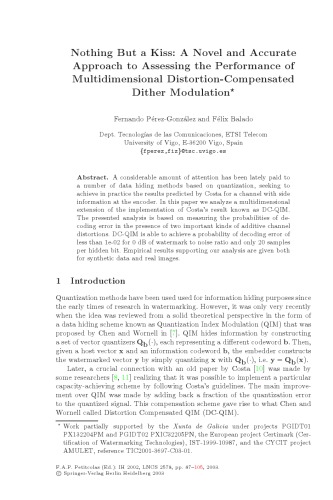 Nothing But a Kiss: A Novel and Accurate
Approach to Assessing the Performance of
Multidimensional Distortion-Compensated
Dither Modulation*
Fernando Pérez-González and Félix Balado
Dept. Tecnologías de las Comunicaciones, ETSI Telecom
University of Vigo, E-36200 Vigo, Spain
{fperez,fiz}@tsc.uvigo.es
Abstract. A considerable amount of attention has been lately paid to
a number of data hiding methods based on quantization, seeking to
achieve in practice the results predicted by Costa for a channel with side
information at the encoder. In this paper we analyze a multidimensional
extension of the implementation of Costa's result known as DC-QIM.
The presented analysis is based on measuring the probabilities of de-
coding error in the presence of two important kinds of additive channel
distortions. DC-QIM is able to achieve a probability of decoding error of
less than 1e-02 for 0 dB of watermark to noise ratio and only 20 samples
per hidden bit. Empirical results supporting our analysis are given both
for synthetic data and real images.
1 Introduction
Quantization methods have been used used for information hiding purposes since
the early times of research in watermarking. However, it was only very recently
when the idea was reviewed from a solid theoretical perspective in the form of
a data hiding scheme known as Quantization Index Modulation (QIM) that was
proposed by Chen and Wornell in [7]. QIM hides information by constructing
a set of vector quantizers Qb(·), each representing a different codeword b. Then,
given a host vector x and an information codeword b, the embedder constructs
the watermarked vector y by simply quantizing x with Qb(·), i.e. y = Qb(x).
Later, a crucial connection with an old paper by Costa [10] was made by
some researchers [8, 11] realizing that it was possible to implement a particular
capacity-achieving scheme by following Costa's guidelines. The main improve-
ment over QIM was made by adding back a fraction of the quantization error
to the quantized signal. This compensation scheme gave rise to what Chen and
Wornell called Distortion Compensated QIM (DC-QIM).
* Work partially supported by the Xunta de Galicia under projects PGIDT01
PX132204PM and PGIDT02 PXIC32205PN, the European project Certimark (Cer-
tification of Watermarking Technologies), IST-1999-10987, and the CYCIT project
AMULET, reference TIC2001-3697-C03-01.
F.A.P. Petitcolas (Ed.): IH 2002, LNCS 2578, pp. 87–105, 2003.
© Springer-Verlag Berlin Heidelberg 2003